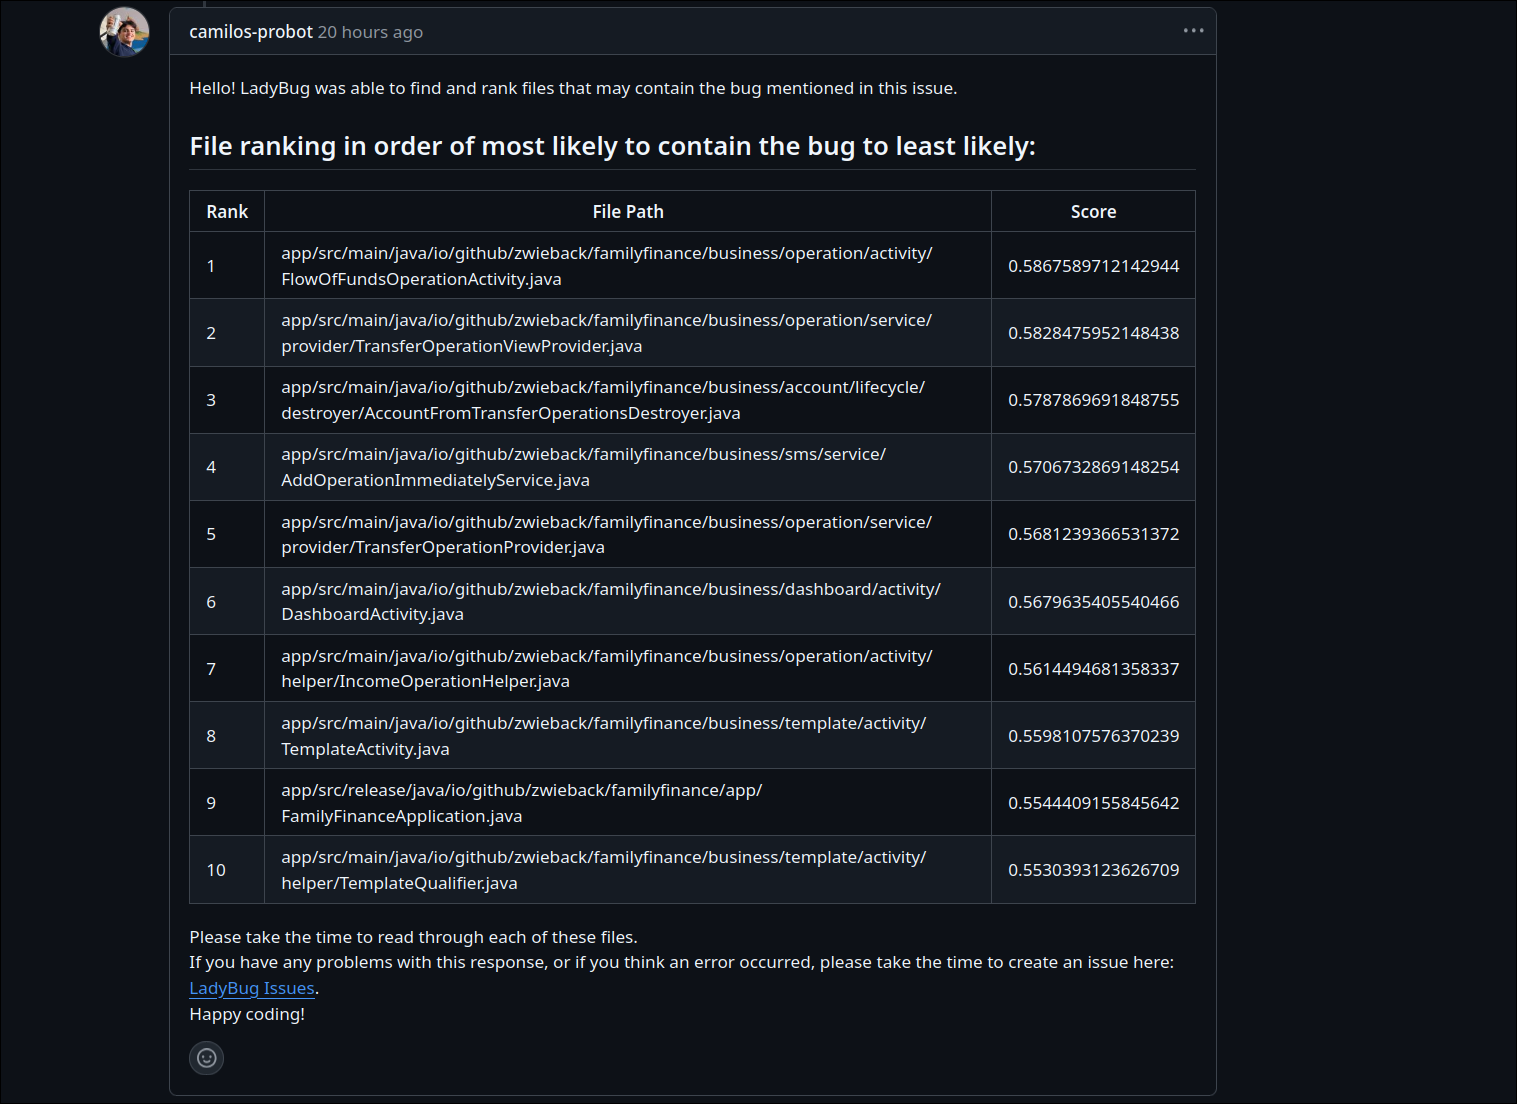 camilos-probot 20 hours ago
Hello! LadyBug was able to find and rank files that may contain the bug mentioned in this issue.
File ranking in order of most likely to contain the bug to least likely:
Rank File Path Score
1 app/src/main/java/io/github/zwieback/familyfinance/business/operation/activity/
FlowOfFundsOperationActivity.java 0.5867589712142944
2 app/src/main/java/io/github/zwieback/familyfinance/business/operation/service/
provider/TransferOperationViewProvider.java 0.5828475952148438
3 app/src/main/java/io/github/zwieback/familyfinance/business/account/lifecycle/
destroyer/AccountFromTransferOperationsDestroyer.java 0.5787869691848755
4 app/src/main/java/io/github/zwieback/familyfinance/business/sms/service/
AddOperationImmediatelyService.java 0.5706732869148254
5 app/src/main/java/io/github/zwieback/familyfinance/business/operation/service/
provider/TransferOperationProvider.java 0.5681239366531372
6 app/src/main/java/io/github/zwieback/familyfinance/business/dashboard/activity/
DashboardActivity.java 0.5679635405540466
7 app/src/main/java/io/github/zwieback/familyfinance/business/operation/activity/
helper/IncomeOperationHelper.java 0.5614494681358337
8 app/src/main/java/io/github/zwieback/familyfinance/business/template/activity/
TemplateActivity.java 0.5598107576370239
9 app/src/release/java/io/github/zwieback/familyfinance/app/
FamilyFinanceApplication.java 0.5544409155845642
10 app/src/main/java/io/github/zwieback/familyfinance/business/template/activity/
helper/TemplateQualifier.java 0.5530393123626709
Please take the time to read through each of these files.
If you have any problems with this response, or if you think an error occurred, please take the time to create an issue here:
LadyBug Issues.
Happy coding!